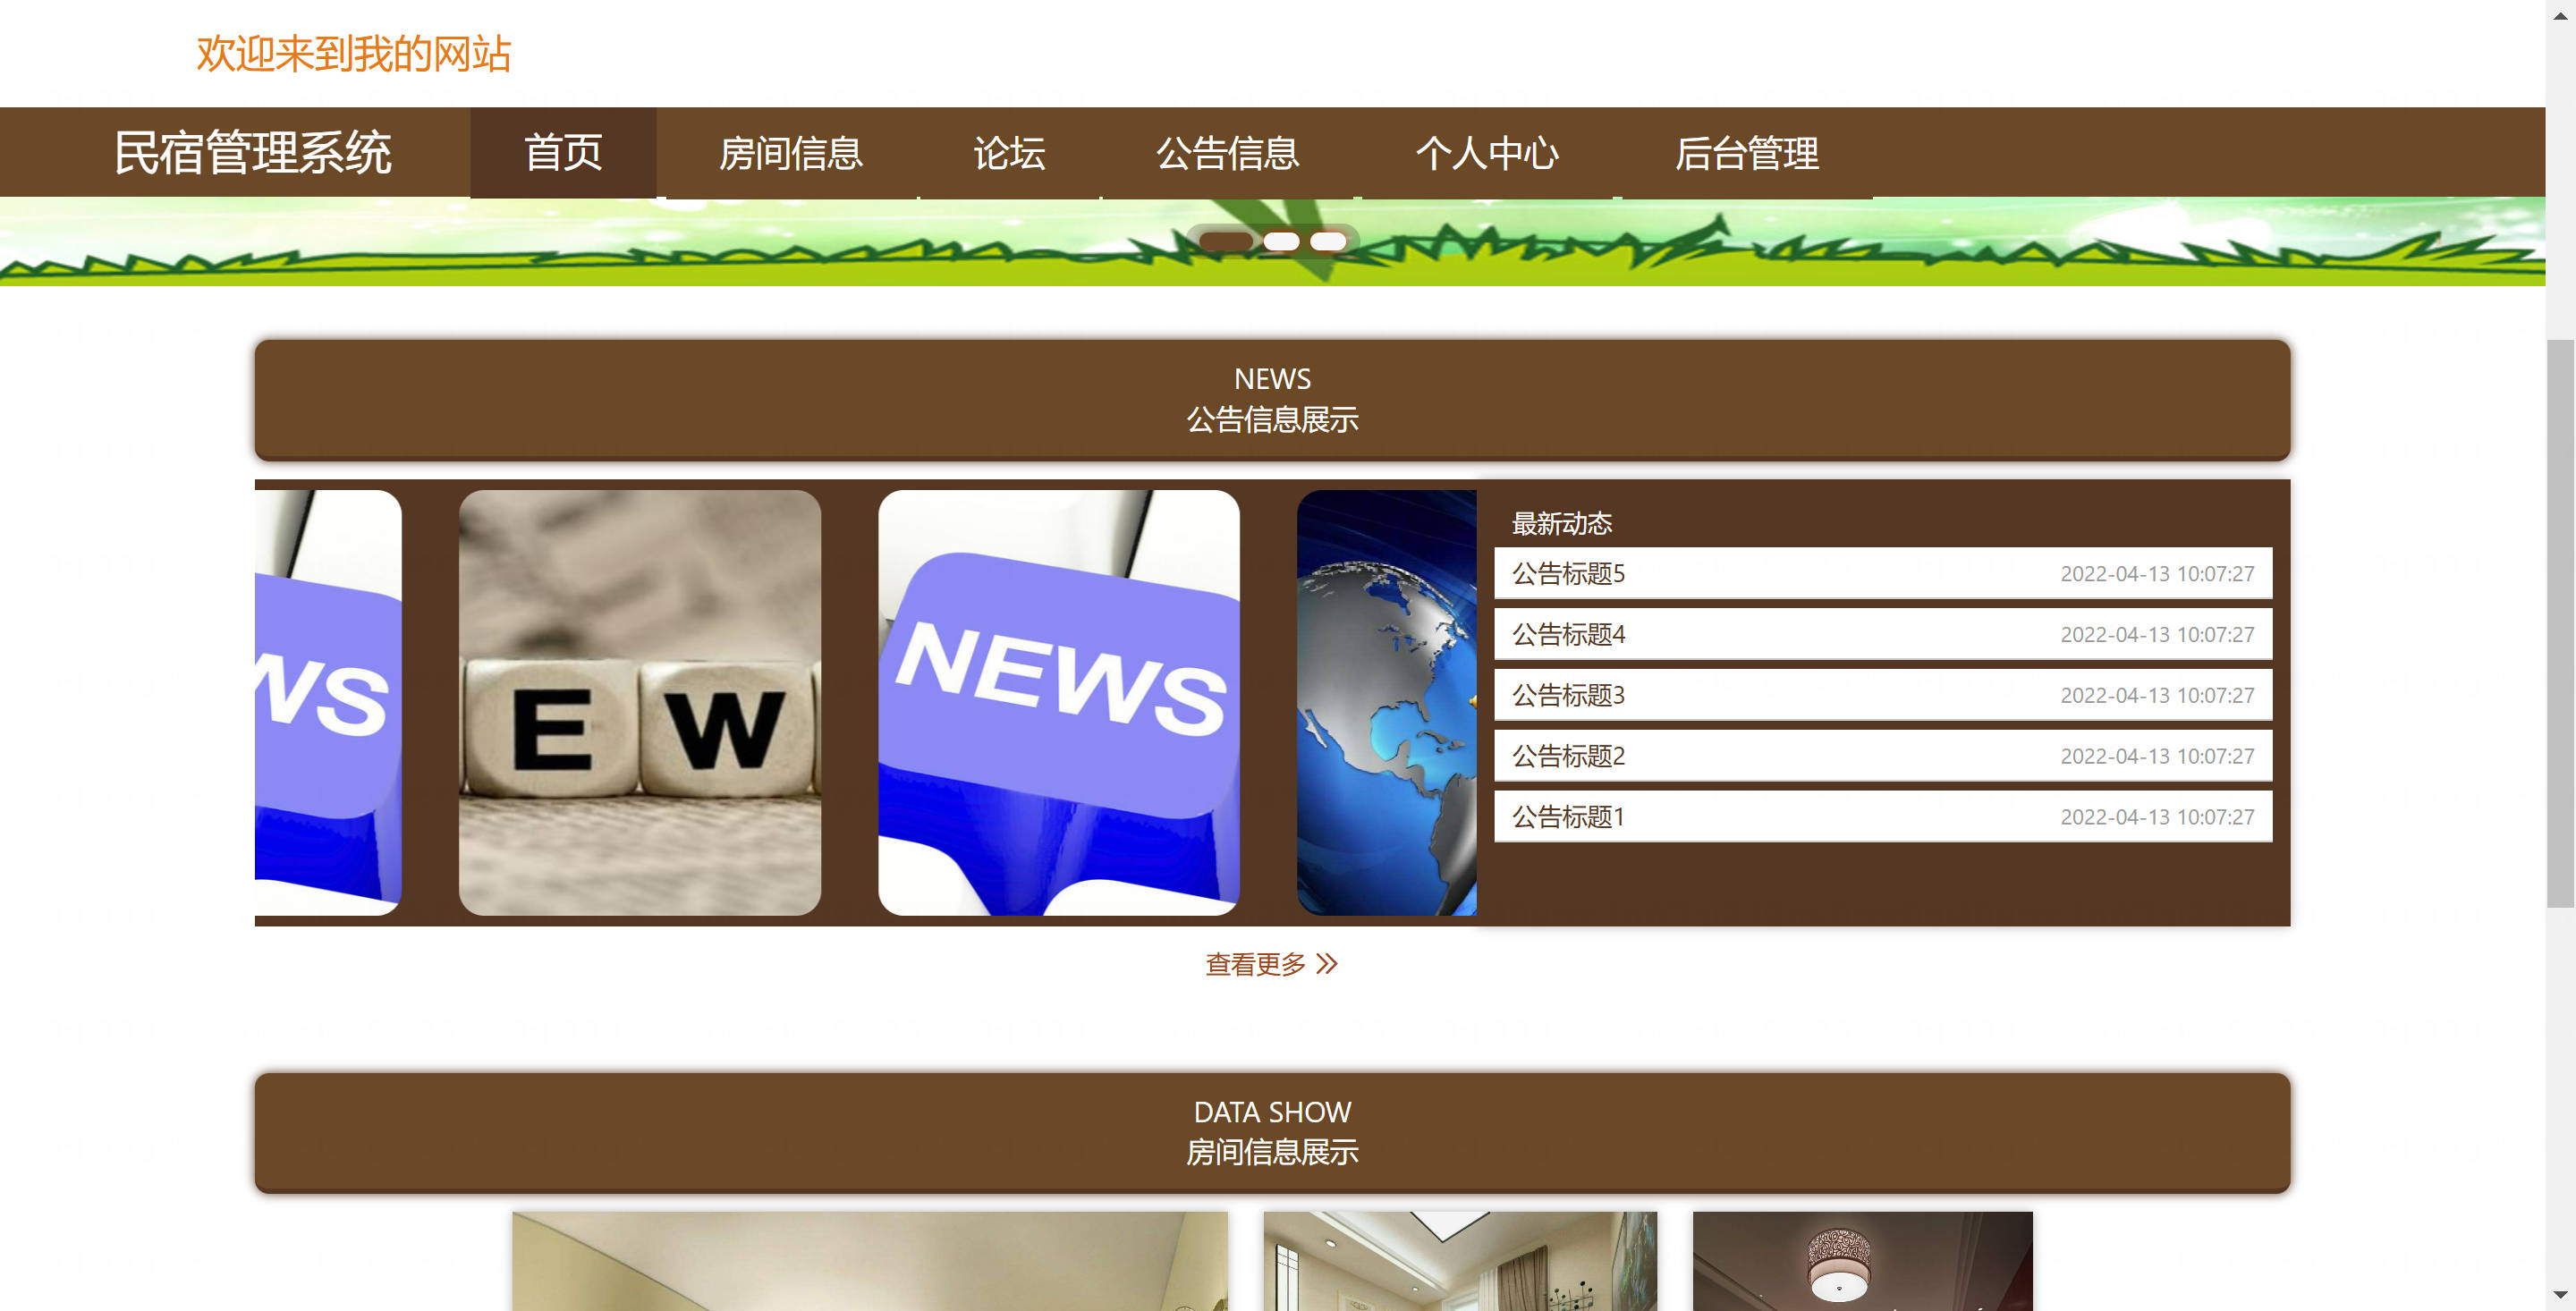 欢迎来到我的网站
民宿管理系统 首页 房间信息 论坛 公告信息 个人中心 后台管理
NEWS
公告信息展示
WS
E W
NEWS
最新动态
公告标题5 2022-04-13 10:07:27
公告标题4 2022-04-13 10:07:27
公告标题3 2022-04-13 10:07:27
公告标题2 2022-04-13 10:07:27
公告标题1 2022-04-13 10:07:27
查看更多
DATA SHOW
房间信息展示